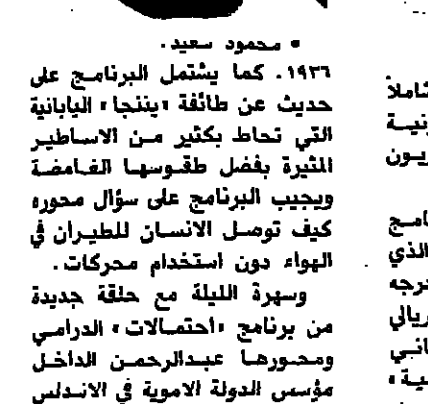 • محمود سعيد.
١٩٣٦. كما يشتمل البرنامج على
حديث عن طائفة «يننجا» اليابانية
التي تحاط بكثير من الاساطير
المثيرة بفضل طقوسها الغامضة
ويجيب البرنامج على سؤال محوره
كيف توصل الانسان للطيران في
الهواء دون استخدام محركات.
وسهرة الليلة مع حلقة جديدة
من برنامج «احتمالات» الدرامي
ومحورها عبدالرحمن الداخل
مؤسس الدولة الاموية في الاندلس